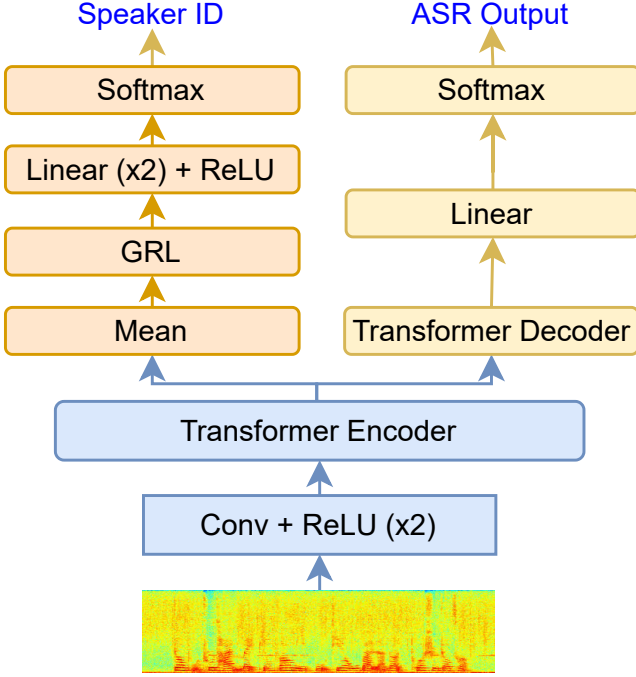 Speaker ID
ASR Output
Softmax
Softmax
Linear (x2) + ReLU
Linear
GRL
Mean
Transformer Decoder
Transformer Encoder
Conv + ReLU (x2)